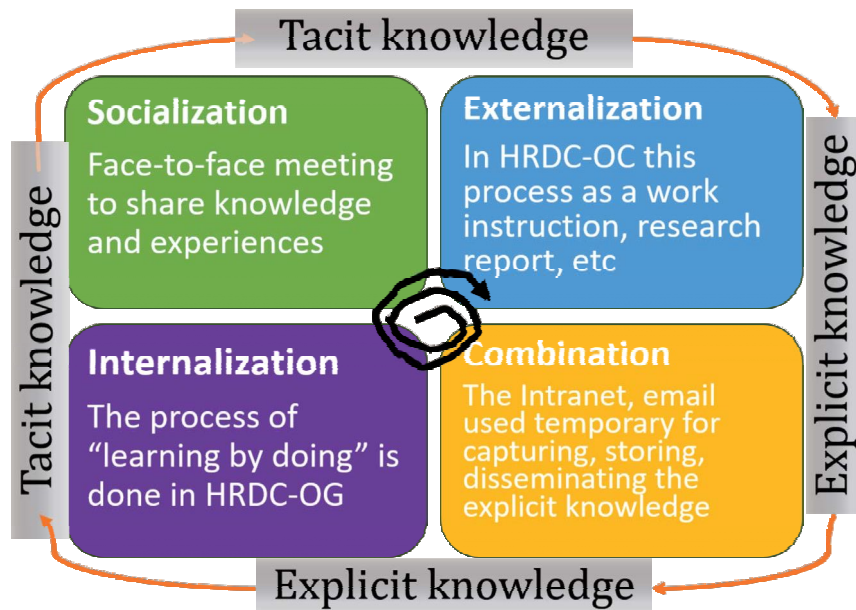 Tacit knowledge
Socialization
Face-to-face meeting
to share knowledge
and experiences
Externalization
In HRDC-OC this
process as a work
instruction, research
report, etc
Tacit knowledge
Explicit knowledge
Internalization
The process of
“learning by doing” is
done in HRDC-OG
Combination
The Intranet, email
used temporary for
capturing, storing,
disseminating the
explicit knowledge
Explicit knowledge